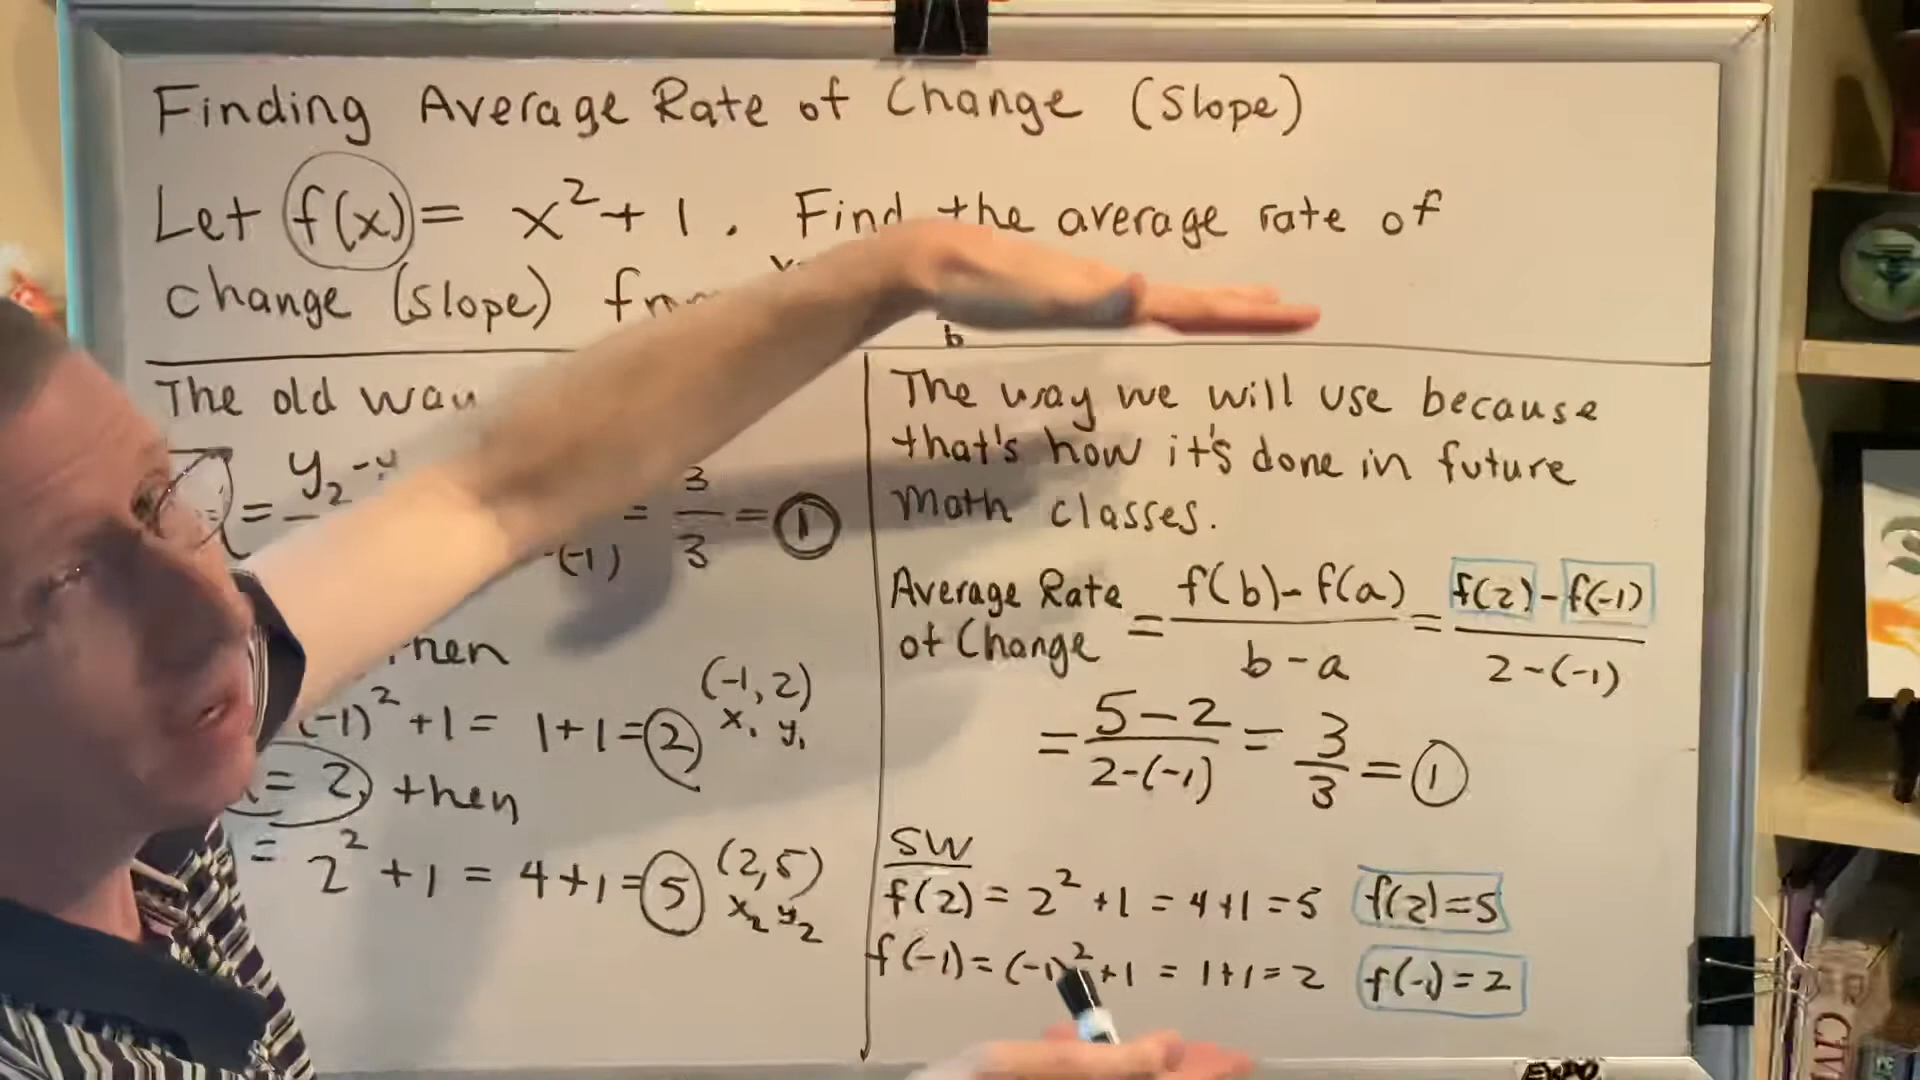 Finding Average Rate of Change (Slope)
Let f(x) = x²+1. Find the average rate of
change (slope)
b
The old way
= y₂-y
-(-1)
= 3/3 = 1
then
(-1)²+1 = 1+1=2
(-1,2)
x₁ y₁
= 2, then
= 2²+1 = 4+1=5
(2,5)
x₂ y₂
The way we will use because
that's how it's done in future
Math classes.
Average Rate of Change = (f(b)-f(a))/(b-a) = (f(2)-f(-1))/(2-(-1))
= (5-2)/(2-(-1)) = 3/3 = 1
SW
f(2) = 2²+1 = 4+1=5 f(2)=5
f(-1)=(-1)²+1 = 1+1=2 f(-1)=2
EXPO
CIVI